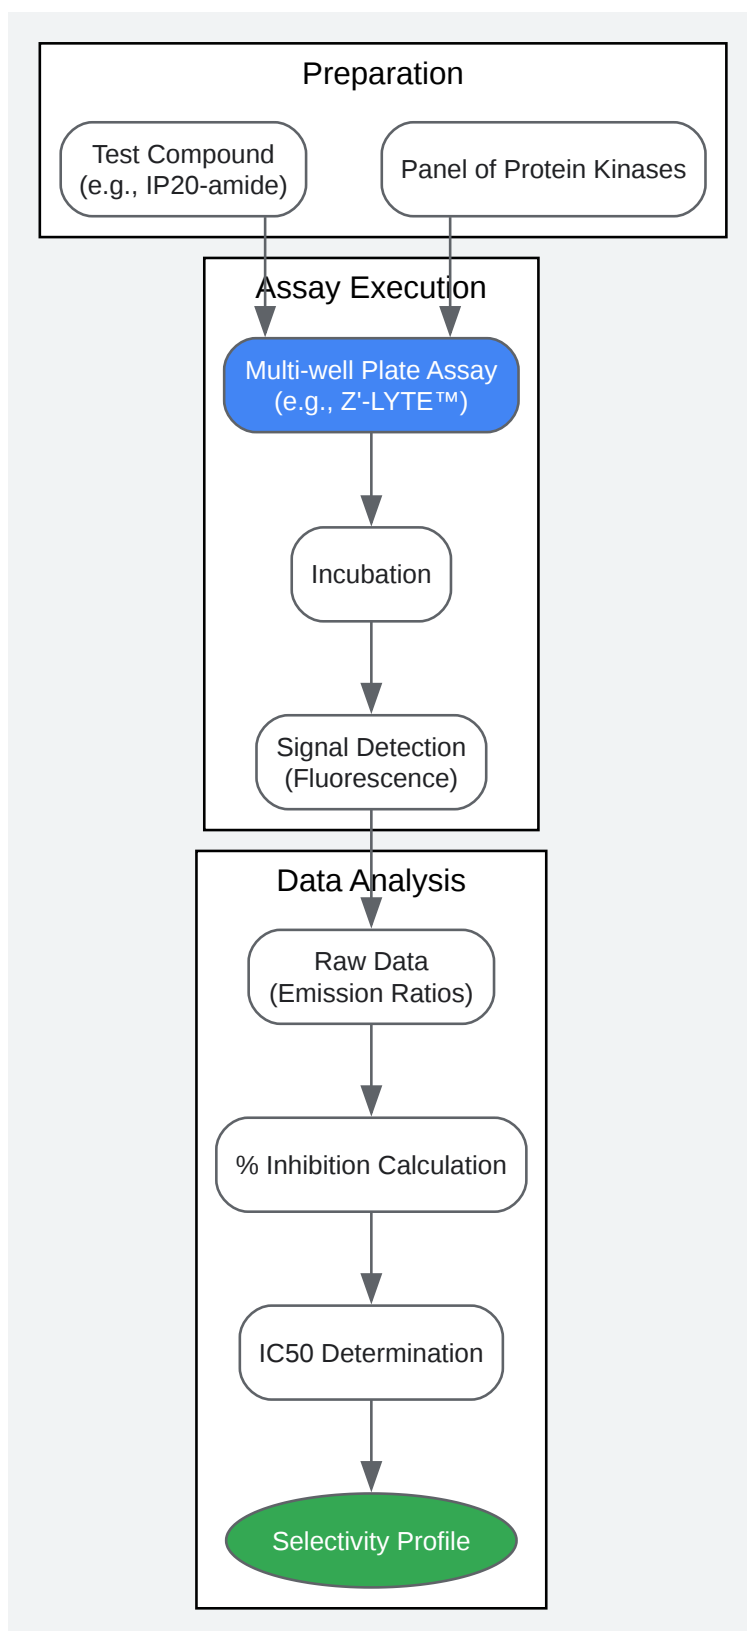 Preparation
Test Compound
(e.g., IP20-amide)
Panel of Protein Kinases
Assay Execution
Multi-well Plate Assay
(e.g., Z'-LYTE™)
Incubation
Signal Detection
(Fluorescence)
Data Analysis
Raw Data
(Emission Ratios)
% Inhibition Calculation
IC50 Determination
Selectivity Profile